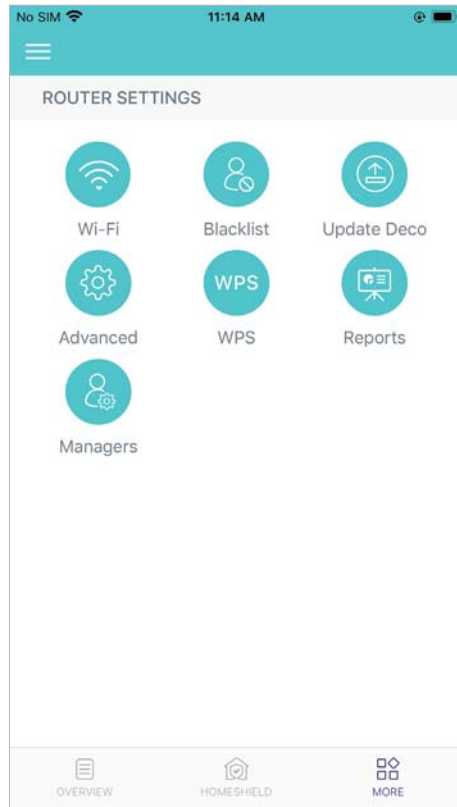 No SIM 11:14 AM
ROUTER SETTINGS
Wi-Fi Blacklist Update Deco
WPS
Advanced WPS Reports
Managers
OVERVIEW HOMESHIELD MORE